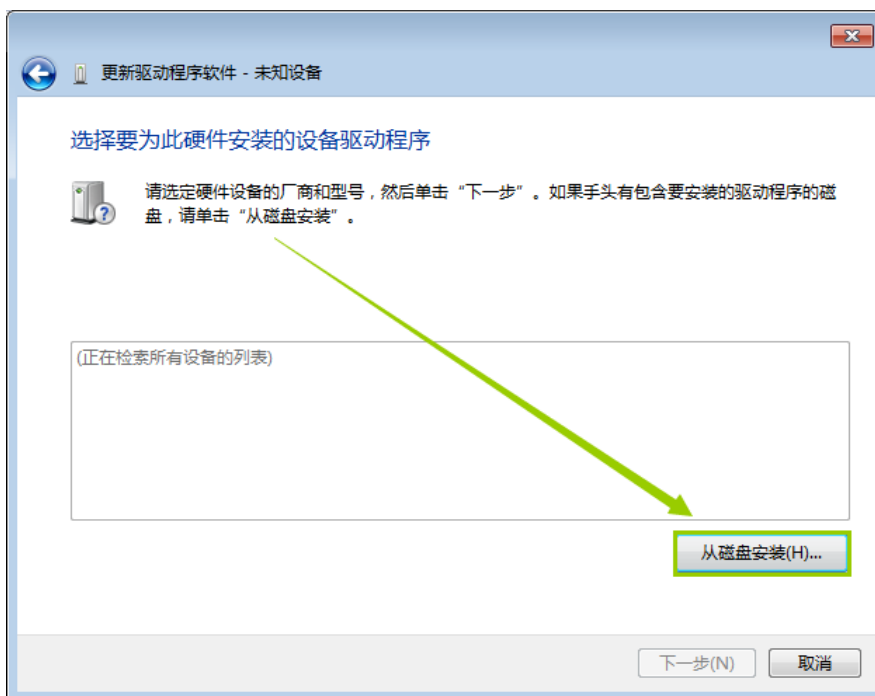 更新驱动程序软件 - 未知设备
选择要为此硬件安装的设备驱动程序
请选定硬件设备的厂商和型号，然后单击“下一步”。如果手头有包含要安装的驱动程序的磁
盘，请单击“从磁盘安装”。
(正在检索所有设备的列表)
从磁盘安装(H)...
下一步(N)
取消